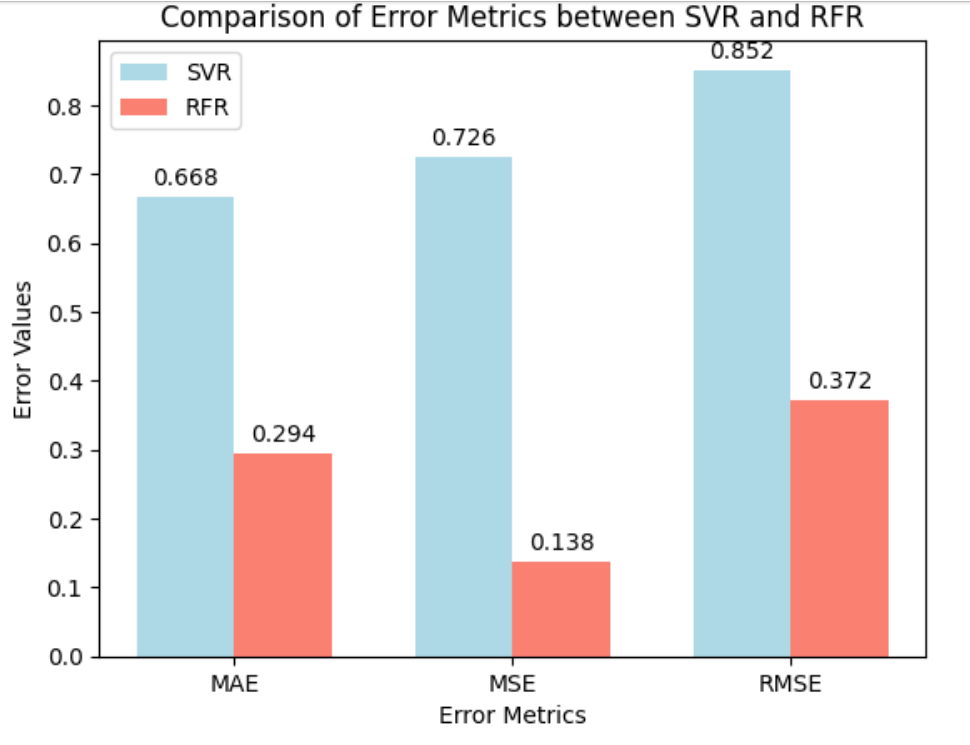 Comparison of Error Metrics between SVR and RFR
SVR
RFR
0.852
0.726
0.668
0.372
0.294
0.138
0.8
0.7
0.6
0.5
0.4
0.3
0.2
0.1
0.0
Error Values
MAE
MSE
RMSE
Error Metrics